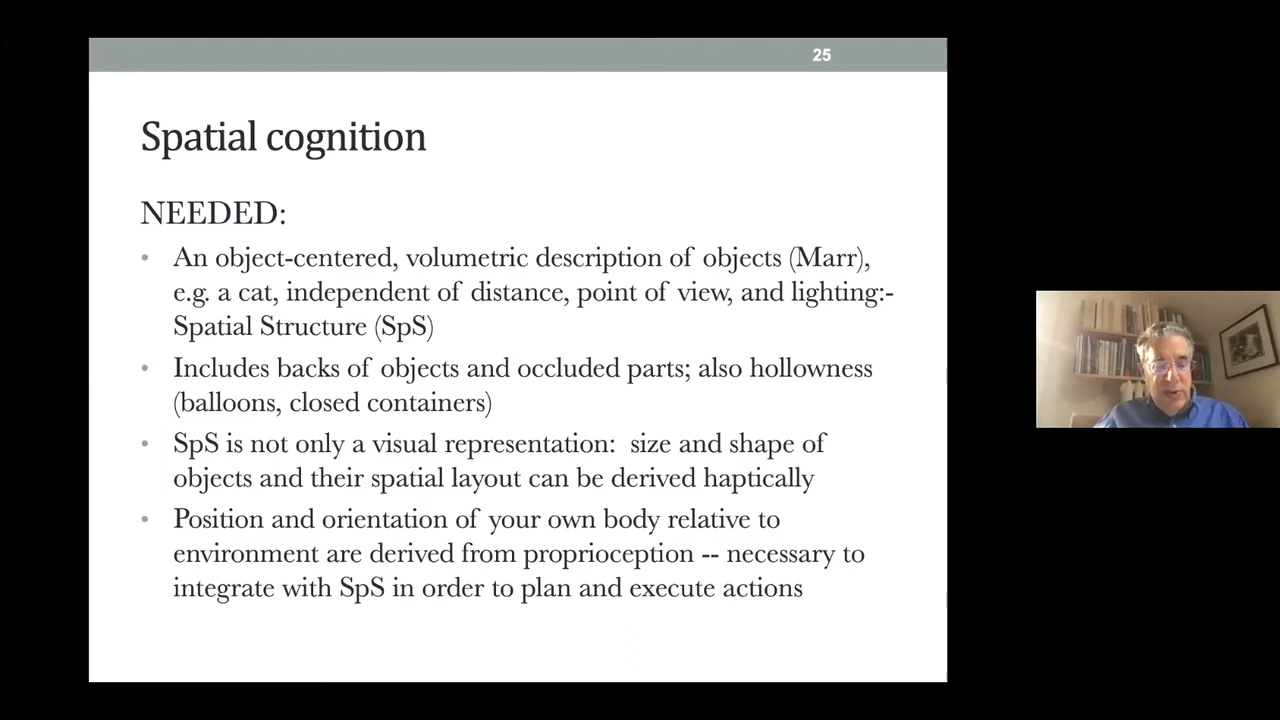 25
Spatial cognition
NEEDED:
• An object-centered, volumetric description of objects (Marr),
e.g. a cat, independent of distance, point of view, and lighting:-
Spatial Structure (SpS)
• Includes backs of objects and occluded parts; also hollowness
(balloons, closed containers)
• SpS is not only a visual representation: size and shape of
objects and their spatial layout can be derived haptically
• Position and orientation of your own body relative to
environment are derived from proprioception -- necessary to
integrate with SpS in order to plan and execute actions